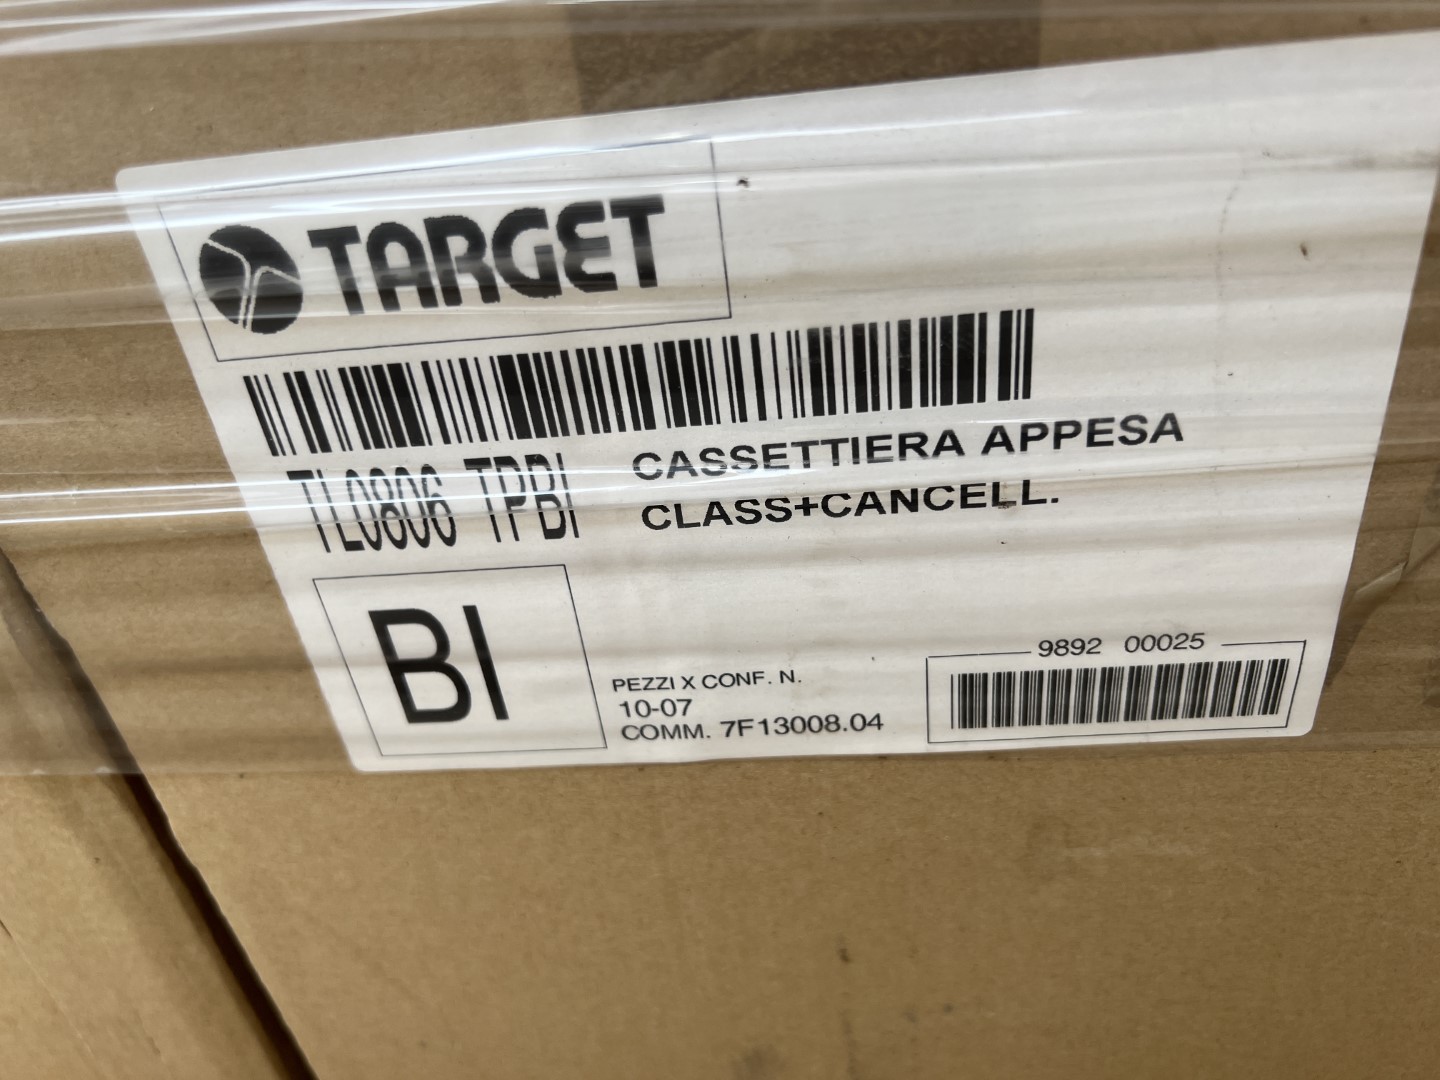 TARGET
TL0806 TPBI
CASSETTIERA APPESA
CLASS+CANCELL.
BI
PEZZI X CONF. N.
10-07
COMM. 7F13008.04
9892 00025